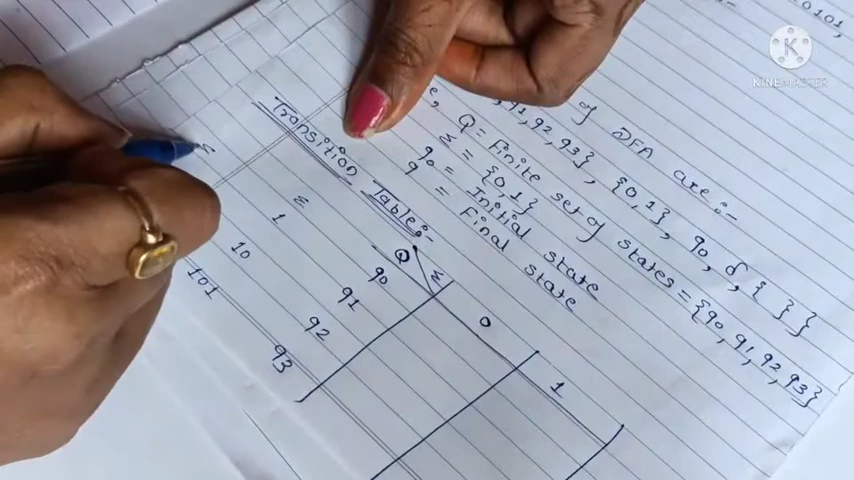 0101,
KINEMASTER
of DFA are:-
q1, q2, q3}, {0,1}, q0, δ, { } }
Q = Finite set of states = {q0, q1, q2, q3}
Σ = {0,1}
q0 = Initial state
q = Final state
Transition Table:-
Q Σ 0 1
ε q0
1 q1
10 q2
101 q3